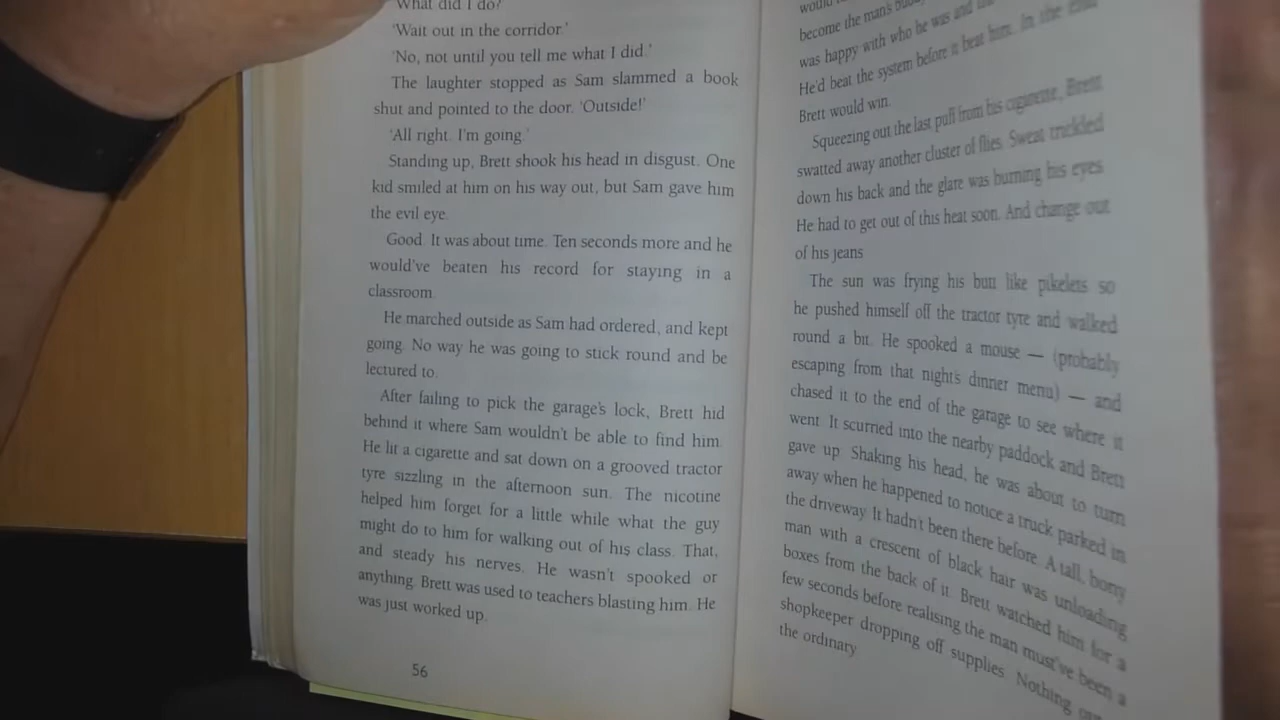 'What did I do?'
'Wait out in the corridor.'
'No, not until you tell me what I did.'
The laughter stopped as Sam slammed a book
shut and pointed to the door. 'Outside!'
'All right. I'm going.'
Standing up, Brett shook his head in disgust. One
kid smiled at him on his way out, but Sam gave him
the evil eye.
Good. It was about time. Ten seconds more and he
would've beaten his record for staying in a
classroom.
He marched outside as Sam had ordered, and kept
going. No way he was going to stick round and be
lectured to.
After failing to pick the garage's lock, Brett hid
behind it where Sam wouldn't be able to find him.
He lit a cigarette and sat down on a grooved tractor
tyre sizzling in the afternoon sun. The nicotine
helped him forget for a little while what the guy
might do to him for walking out of his class. That,
and steady his nerves. He wasn't spooked or
anything. Brett was used to teachers blasting him. He
was just worked up.
56
would
become the man's
was happy with who he was and
He'd beat the system before it beat him. In the end
Brett would win.
Squeezing out the last puff from his cigarette, Brett
swatted away another cluster of flies. Sweat trickled
down his back and the glare was burning his eyes.
He had to get out of this heat soon. And change out
of his jeans.
The sun was frying his bun like pikelets so
he pushed himself off the tractor tyre and walked
round a bit. He spooked a mouse — (probably
escaping from that night's dinner menu) — and
chased it to the end of the garage to see where it
went. It scurried into the nearby paddock and Brett
gave up. Shaking his head, he was about to turn
away when he happened to notice a truck parked in
the driveway. It hadn't been there before. A tall, bony
man with a crescent of black hair was unloading
boxes from the back of it. Brett watched him for a
few seconds before realising the man must've been a
shopkeeper dropping off supplies. Nothing
the ordinary.